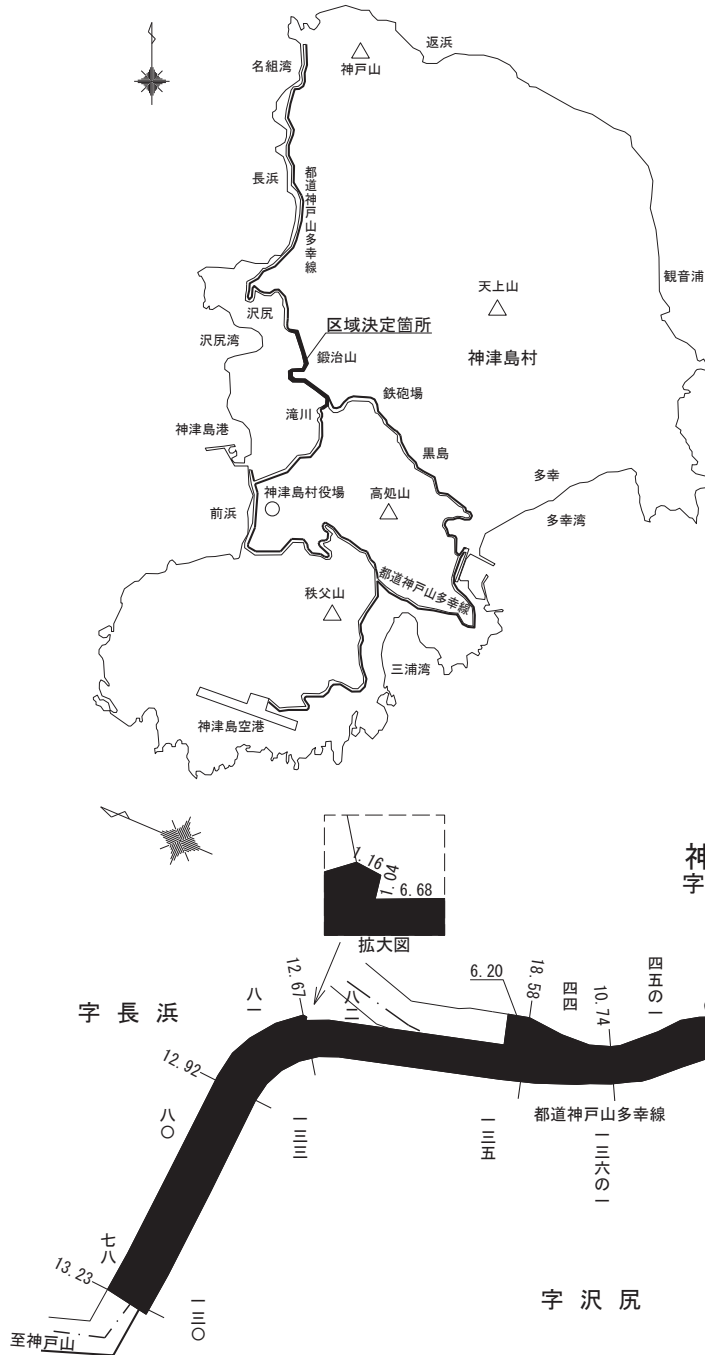 返浜
名組湾
神戸山
長浜
都道神戸山多幸線
観音浦
天上山
沢尻
区域決定箇所
沢尻湾
鍛治山
神津島村
鉄砲場
滝川
神津島港
黒島
多幸
神津島村役場
高処山
前浜
多幸湾
都道神戸山多幸線
秩父山
三浦湾
神津島空港
1.16
1.04
6.68
拡大図
神
字
12.67
八一
八二
6.20
18.58
四四
10.74
四五の一
字長浜
12.92
八〇
一三三
一三五
都道神戸山多幸線
一三六の一
七八
13.23
一三〇
字沢尻
至神戸山